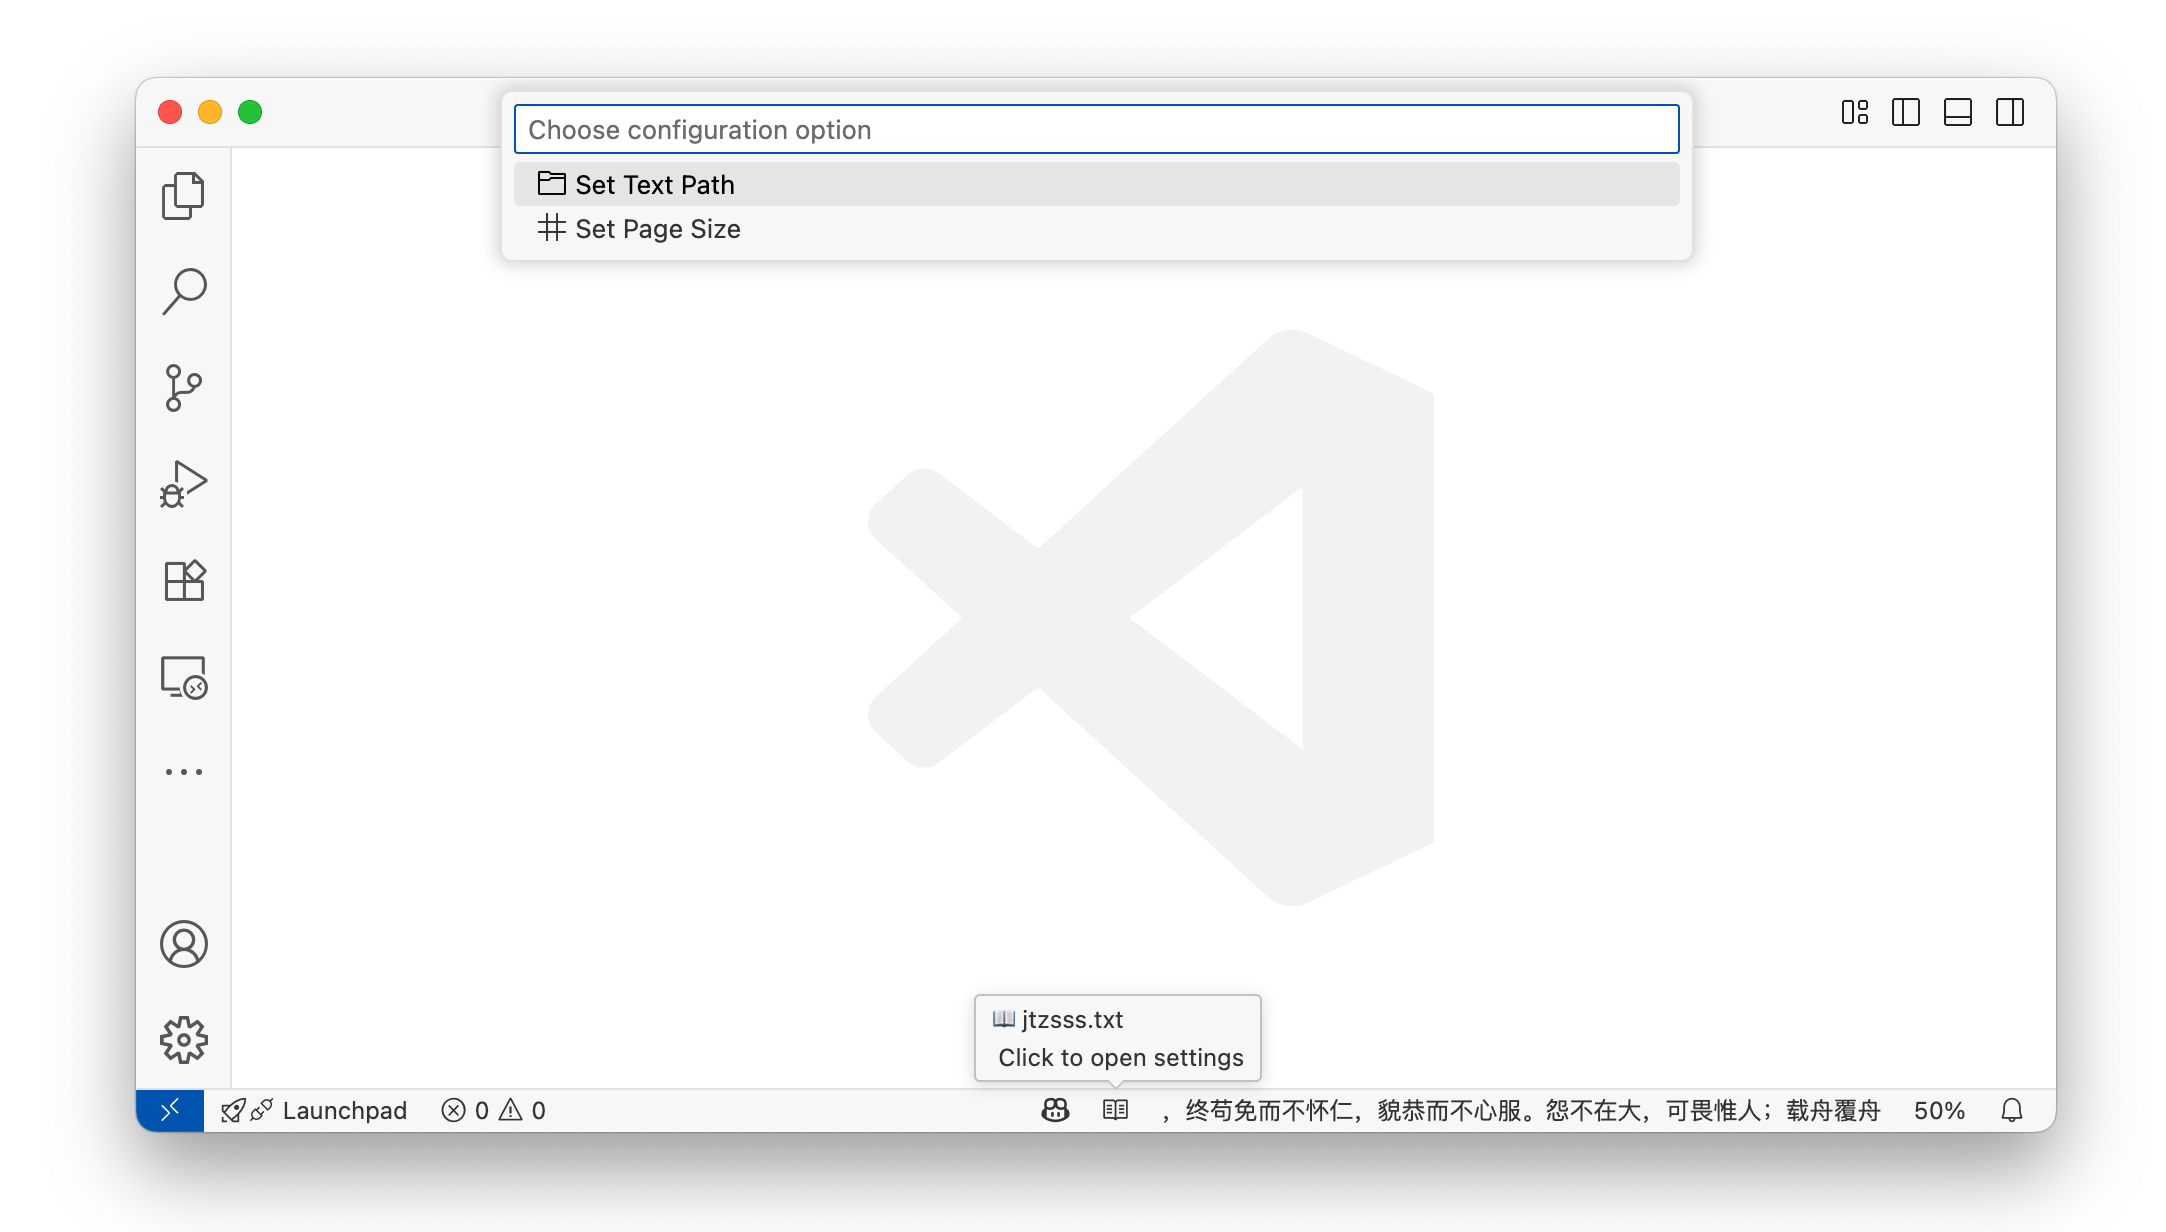 Choose configuration option
Set Text Path
Set Page Size
jtzsss.txt
Click to open settings
Launchpad 0 0 ，终苟免而不怀仁，貌恭而不心服。怨不在大，可畏惟人；载舟覆舟 50%